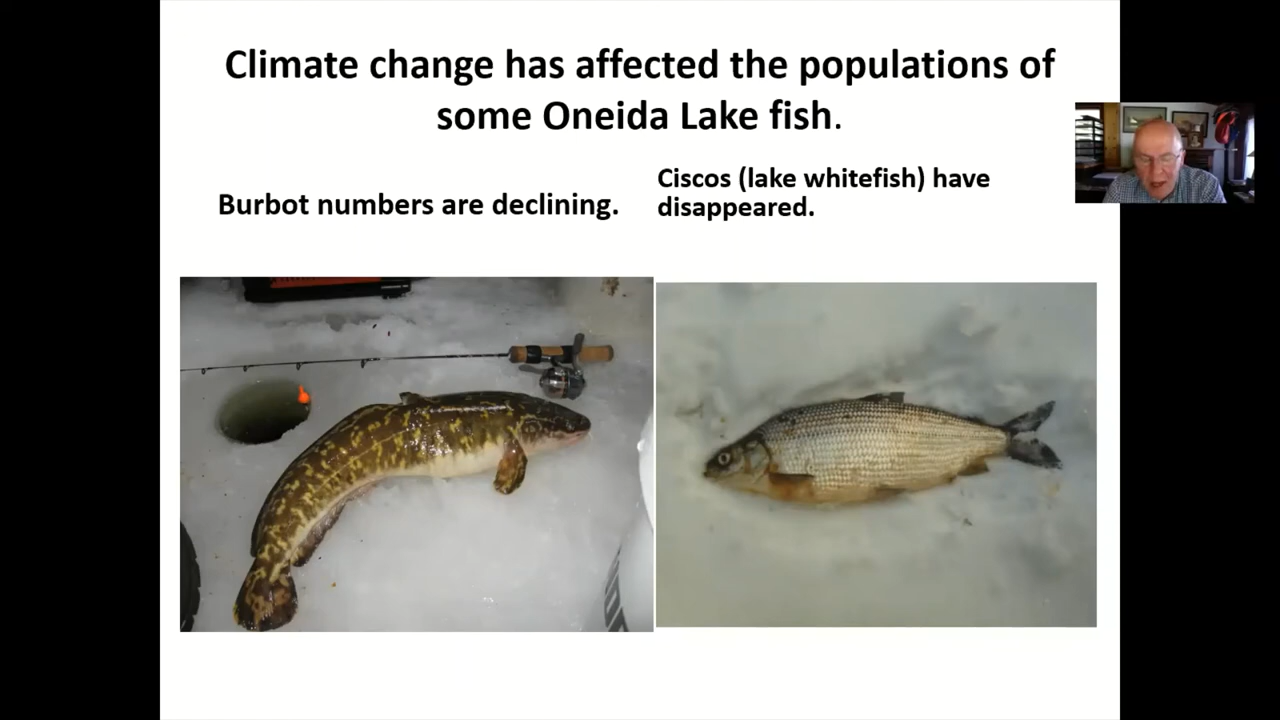 Climate change has affected the populations of
some Oneida Lake fish.
Burbot numbers are declining.
Ciscos (lake whitefish) have
disappeared.